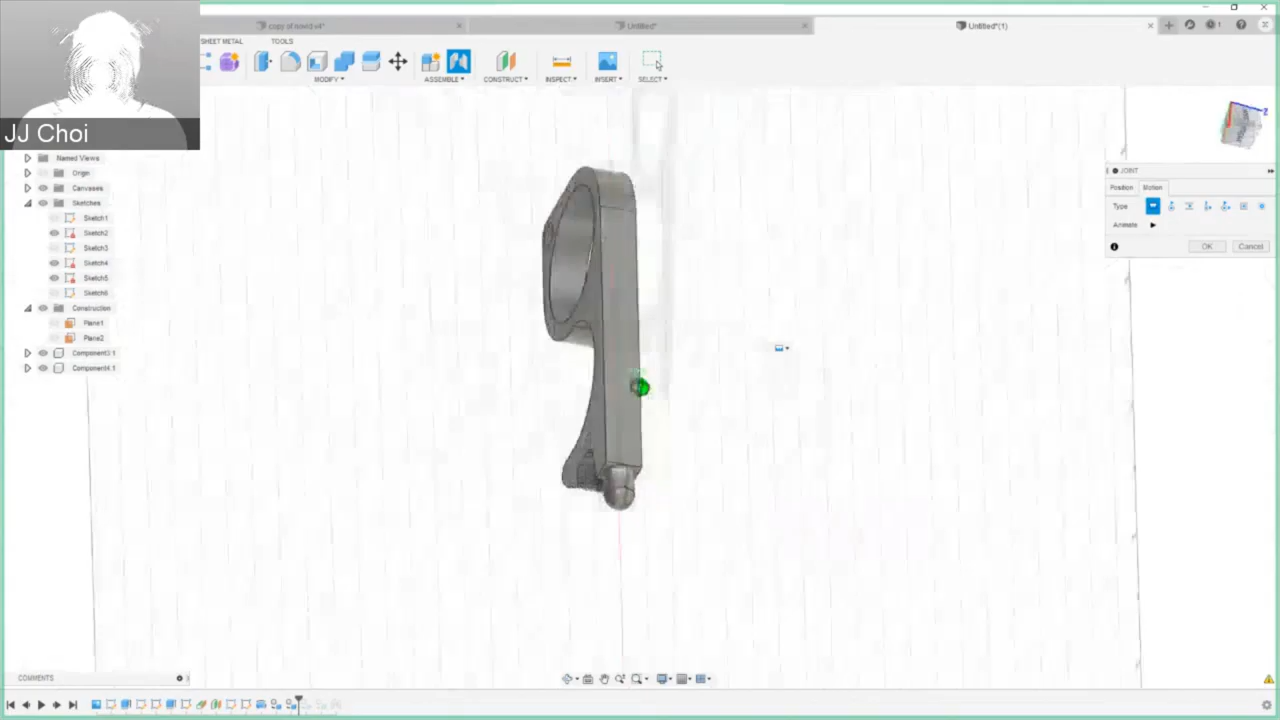 copy of novid v4*
Untitled*
Untitled*(1)
1
JJ Choi
SHEET METAL
TOOLS
MODIFY
ASSEMBLE
CONSTRUCT
INSPECT
INSERT
SELECT
Z
Named Views
Origin
Canvases
Sketches
Sketch1
Sketch2
Sketch3
Sketch4
Sketch5
Sketch6
Construction
Plane1
Plane2
Component3:1
Component4:1
JOINT
Position
Motion
Type
Animate
OK
Cancel
COMMENTS